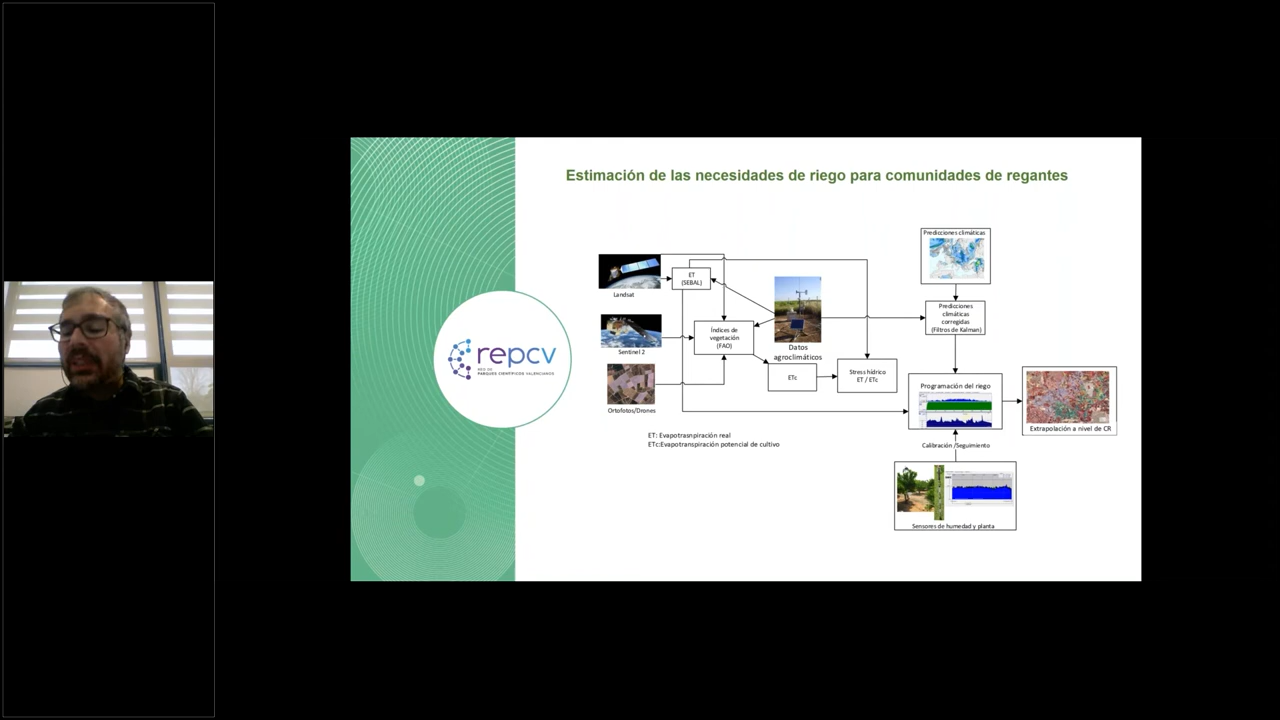 Estimación de las necesidades de riego para comunidades de regantes
Predicciones climáticas
ET
(SEBAL)
Landsat
Predicciones
climáticas
corregidas
(Filtros de Kalman)
Índices de
vegetación
(FAO)
Sentinel 2
Datos
agroclimáticos
repcv
RED DE
PARQUES CIENTÍFICOS VALENCIANOS
ETc
Stress hídrico
ET / ETc
Programación del riego
Ortofotos/Drones
Extrapolación a nivel de CR
ET: Evapotrasnpiración real
ETc:Evapotranspiración potencial de cultivo
Calibración /Seguimiento
Sensores de humedad y planta